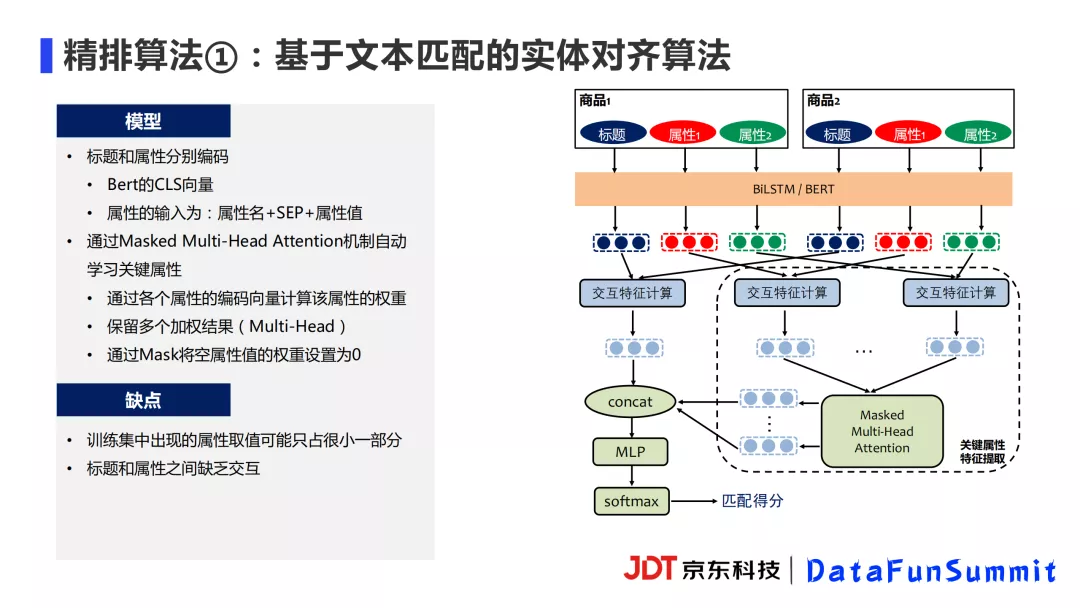 精排算法①：基于文本匹配的实体对齐算法
模型
• 标题和属性分别编码
• Bert的CLS向量
• 属性的输入为：属性名+SEP+属性值
• 通过Masked Multi-Head Attention机制自动
学习关键属性
• 通过各个属性的编码向量计算该属性的权重
• 保留多个加权结果（Multi-Head）
• 通过Mask将空属性值的权重设置为0
缺点
• 训练集中出现的属性取值可能只占很小一部分
• 标题和属性之间缺乏交互
商品1
商品2
标题 属性1 属性2 标题 属性1 属性2
BiLSTM / BERT
交互特征计算 交互特征计算 交互特征计算
…
concat
Masked
Multi-Head
Attention
关键属性
特征提取
MLP
softmax
匹配得分
JDT 京东科技 | DataFunSummit